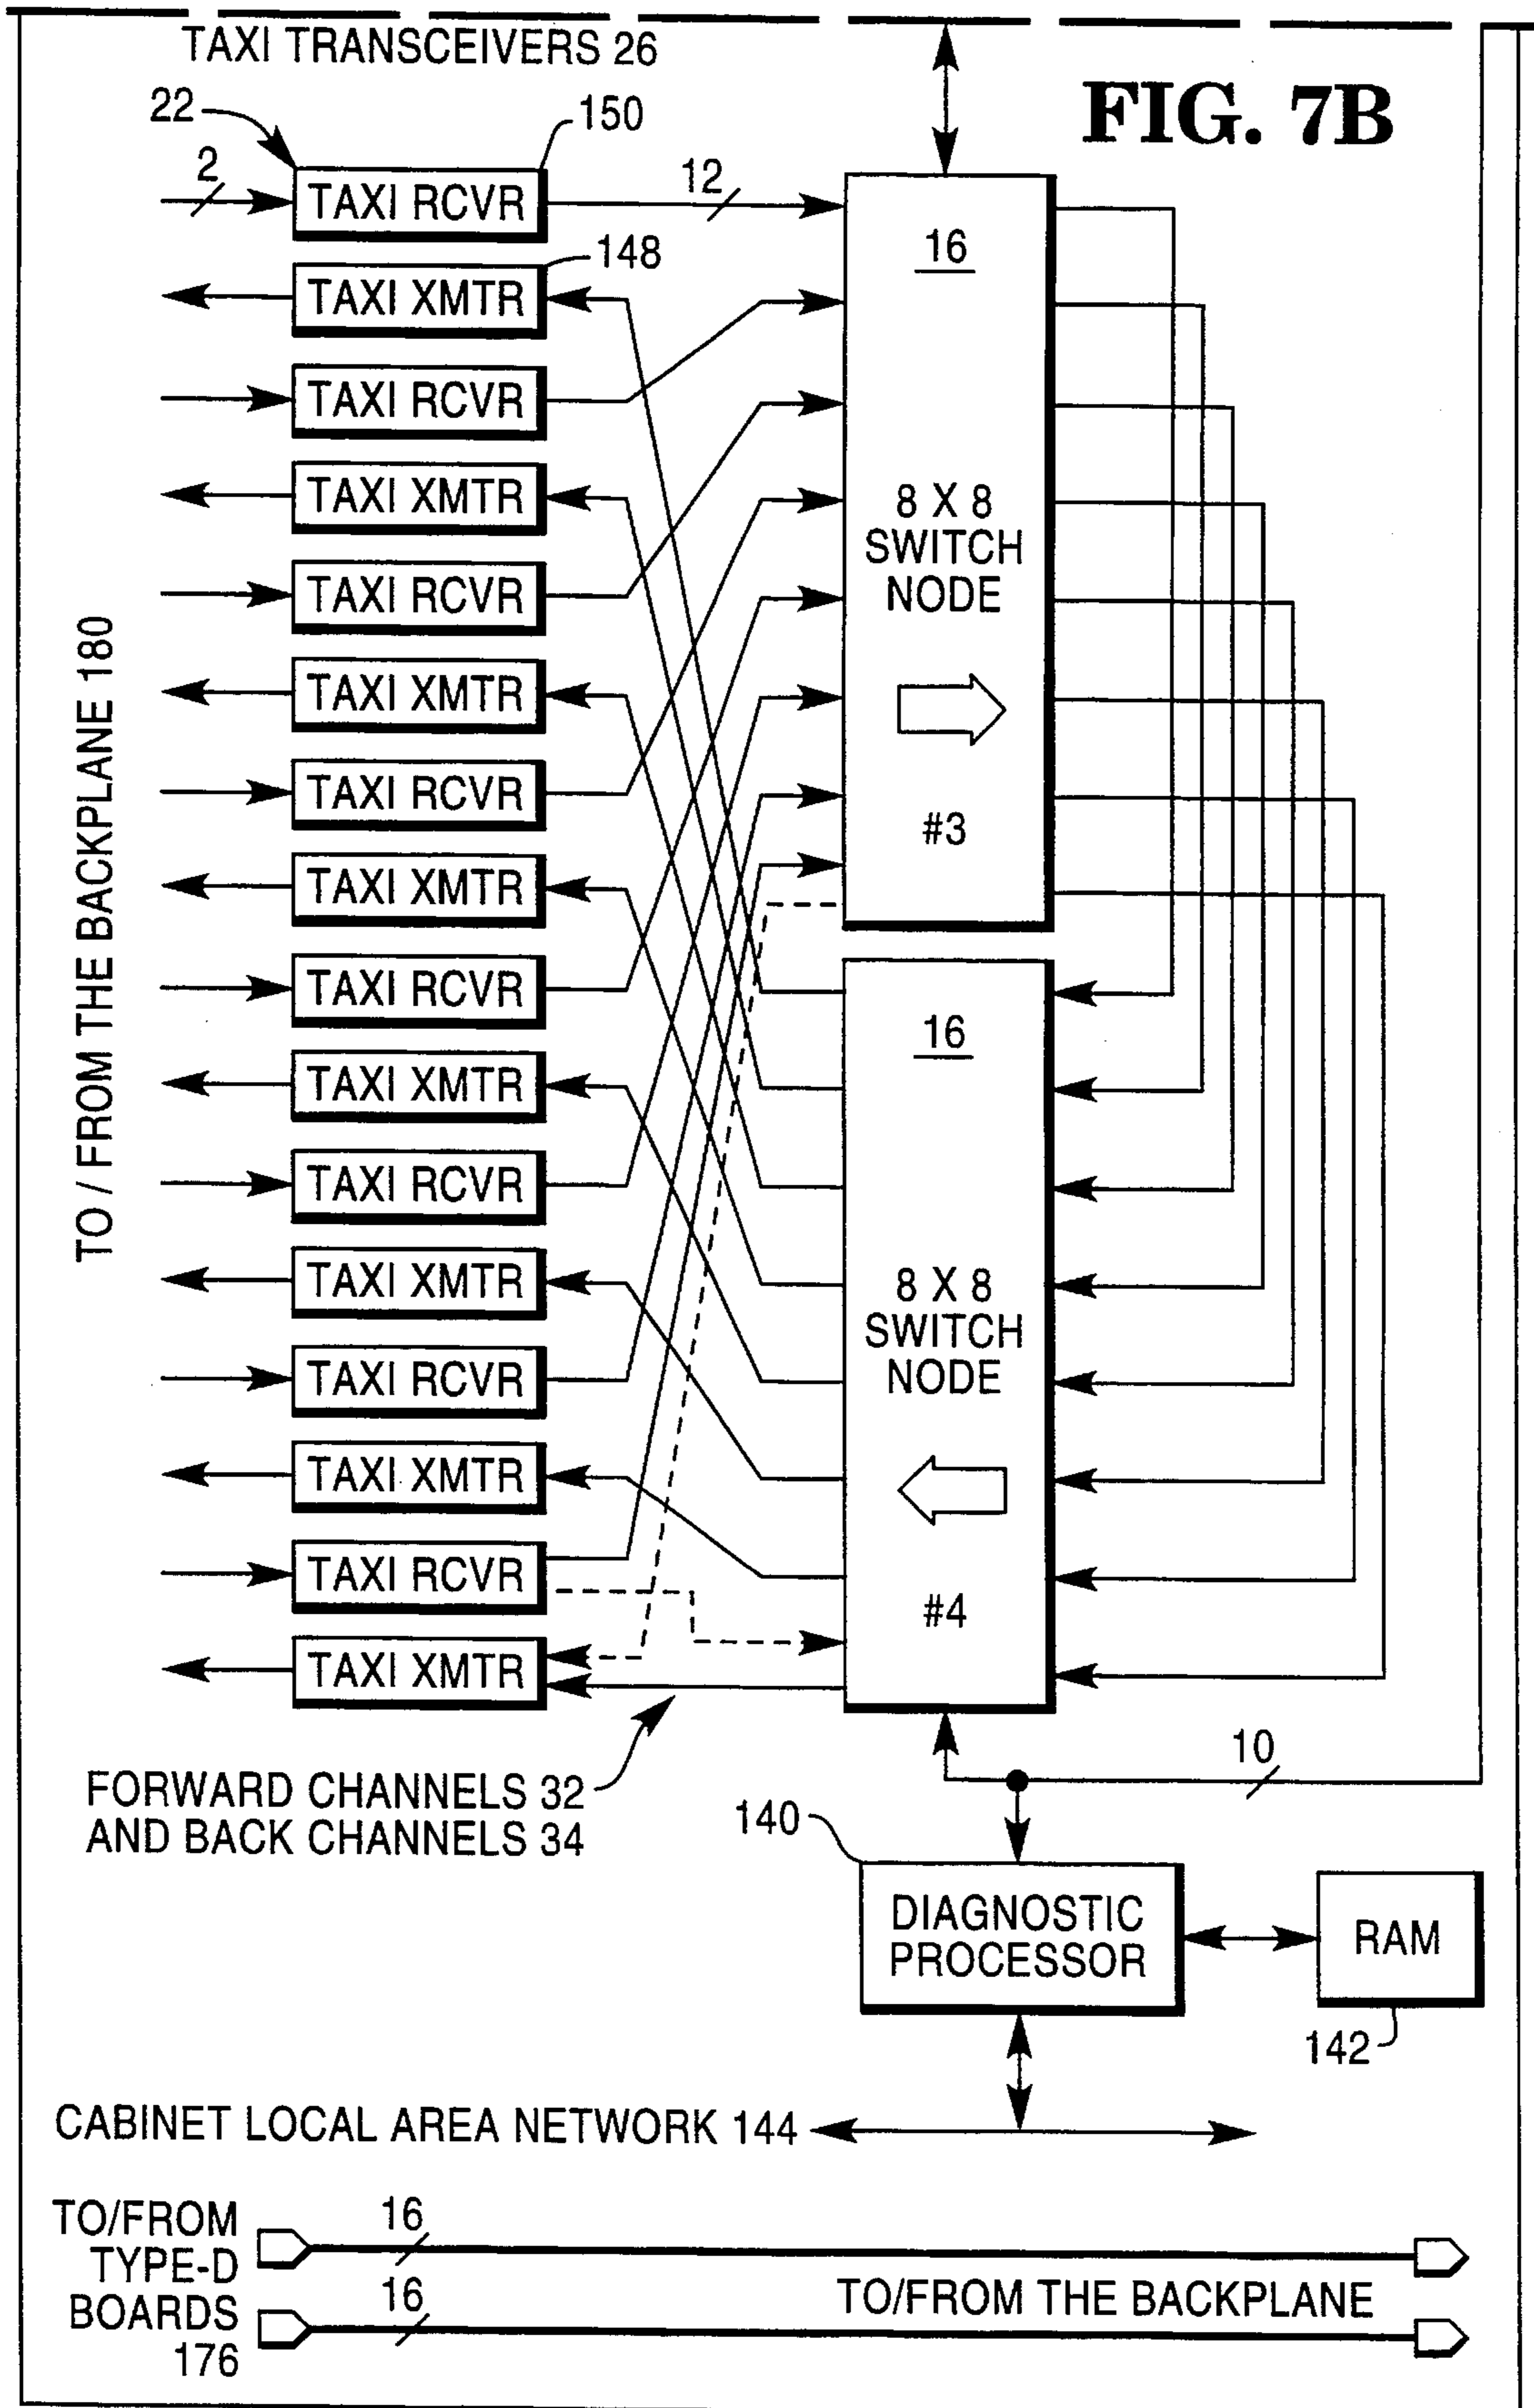 TAXI TRANSCEIVERS 26
FIG. 7B
22
150
2
TAXI RCVR
12
16
148
TAXI XMTR
TAXI RCVR
TAXI XMTR
8 X 8
SWITCH
NODE
TAXI RCVR
TO / FROM THE BACKPLANE 180
TAXI XMTR
TAXI RCVR
#3
TAXI XMTR
TAXI RCVR
16
TAXI XMTR
TAXI RCVR
TAXI XMTR
8 X 8
SWITCH
NODE
TAXI RCVR
TAXI XMTR
TAXI RCVR
#4
TAXI XMTR
FORWARD CHANNELS 32
AND BACK CHANNELS 34
10
140
DIAGNOSTIC
PROCESSOR
RAM
142
CABINET LOCAL AREA NETWORK 144
TO/FROM
TYPE-D
BOARDS
176
16
16
TO/FROM THE BACKPLANE